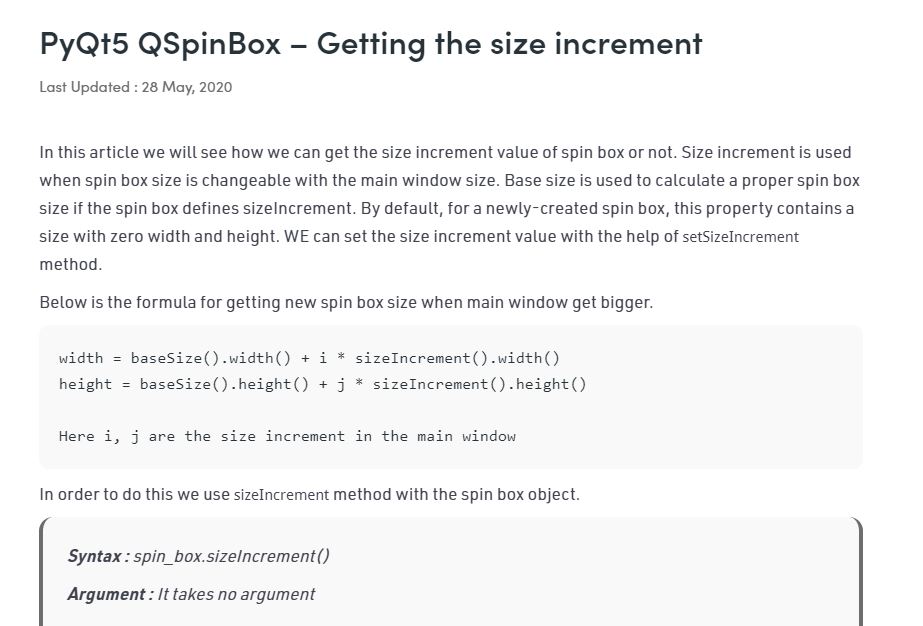 PyQt5 QSpinBox – Getting the size increment
Last Updated : 28 May, 2020
In this article we will see how we can get the size increment value of spin box or not. Size increment is used
when spin box size is changeable with the main window size. Base size is used to calculate a proper spin box
size if the spin box defines sizeIncrement. By default, for a newly-created spin box, this property contains a
size with zero width and height. WE can set the size increment value with the help of setSizeIncrement
method.
Below is the formula for getting new spin box size when main window get bigger.
width = baseSize().width() + i * sizeIncrement().width()
height = baseSize().height() + j * sizeIncrement().height()
Here i, j are the size increment in the main window
In order to do this we use sizeIncrement method with the spin box object.
Syntax : spin_box.sizeIncrement()
Argument : It takes no argument